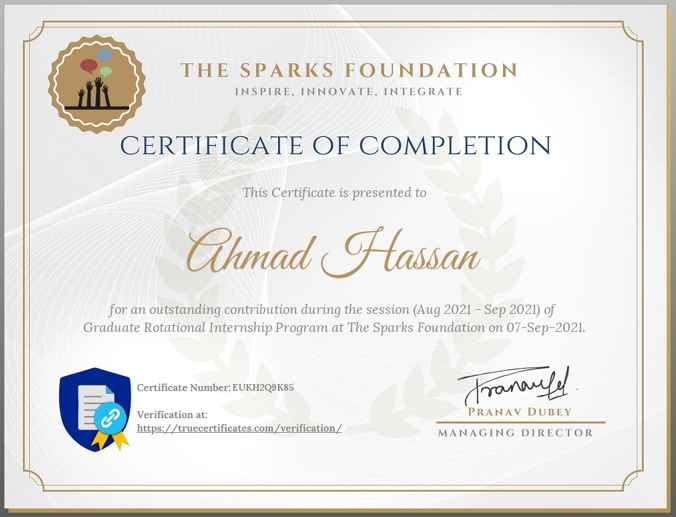 THE SPARKS FOUNDATION
INSPIRE, INNOVATE, INTEGRATE
CERTIFICATE OF COMPLETION
This Certificate is presented to
Ahmad Hassan
for an outstanding contribution during the session (Aug 2021 - Sep 2021) of
Graduate Rotational Internship Program at The Sparks Foundation on 07-Sep-2021.
Certificate Number: EUKH2Q9K85
Verification at:
https://truecertificates.com/verification/
PRANAV DUBEY
MANAGING DIRECTOR